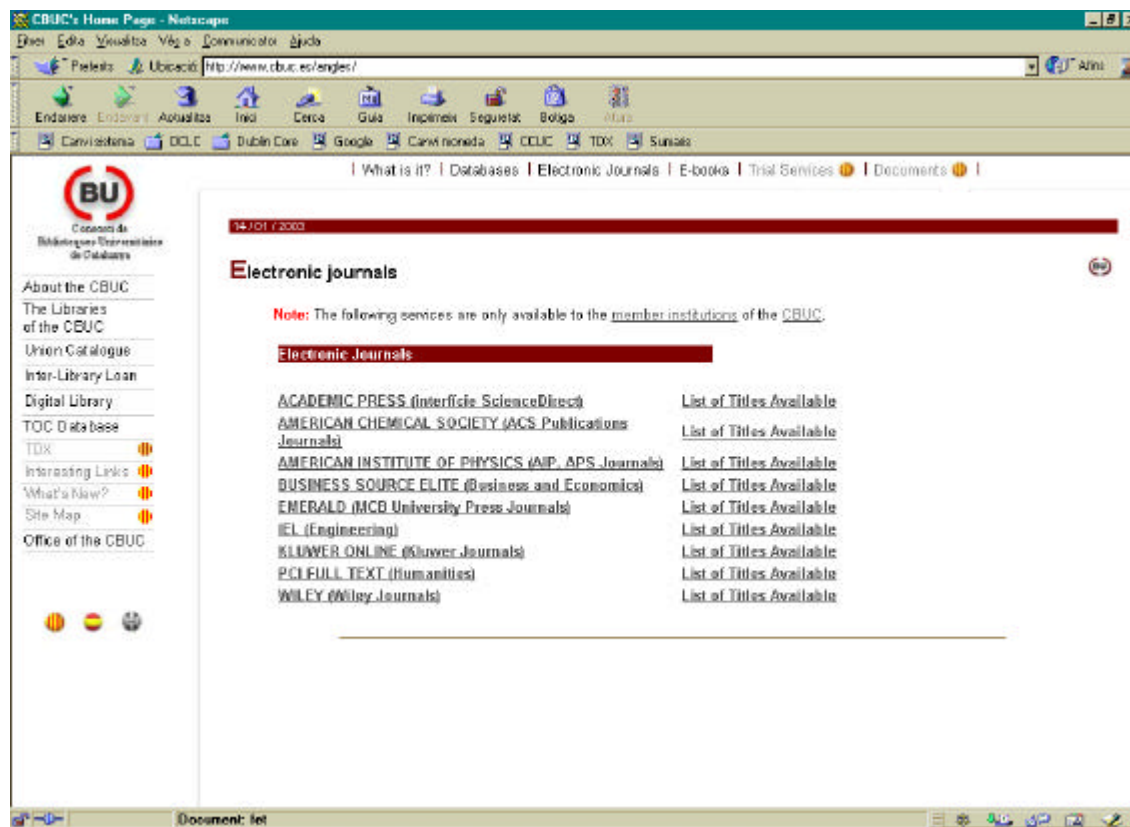 CBUC's Home Page - Netscape
Fitxer Edita Visualitza Vés a Communicator Ajuda
Preferits Ubicació http://www.cbuc.es/angles/ Afins
Endarrere Endavant Actualitza Inici Cerca Guia Imprimeix Seguretat Botiga Atura
Canvi sistema OCLC Dublin Core Google Canvi moneda CCUC TDX Sumaris
What is it? | Databases | Electronic Journals | E-books | Trial Services | Documents |
BU
Consorci de
Biblioteques Universitàries
de Catalunya
14 / 01 / 2003
Electronic journals
BU
About the CBUC
The Libraries
of the CBUC
Union Catalogue
Inter-Library Loan
Digital Library
TOC Database
TDX
Interesting Links
What's New?
Site Map
Office of the CBUC
Note: The following services are only available to the member institutions of the CBUC.
Electronic Journals
ACADEMIC PRESS (interfície ScienceDirect) List of Titles Available
AMERICAN CHEMICAL SOCIETY (ACS Publications
Journals) List of Titles Available
AMERICAN INSTITUTE OF PHYSICS (AIP, APS Journals) List of Titles Available
BUSINESS SOURCE ELITE (Business and Economics) List of Titles Available
EMERALD (MCB University Press Journals) List of Titles Available
IEL (Engineering) List of Titles Available
KLUWER ONLINE (Kluwer Journals) List of Titles Available
PCI FULL TEXT (Humanities) List of Titles Available
WILEY (Wiley Journals) List of Titles Available
Document: fet